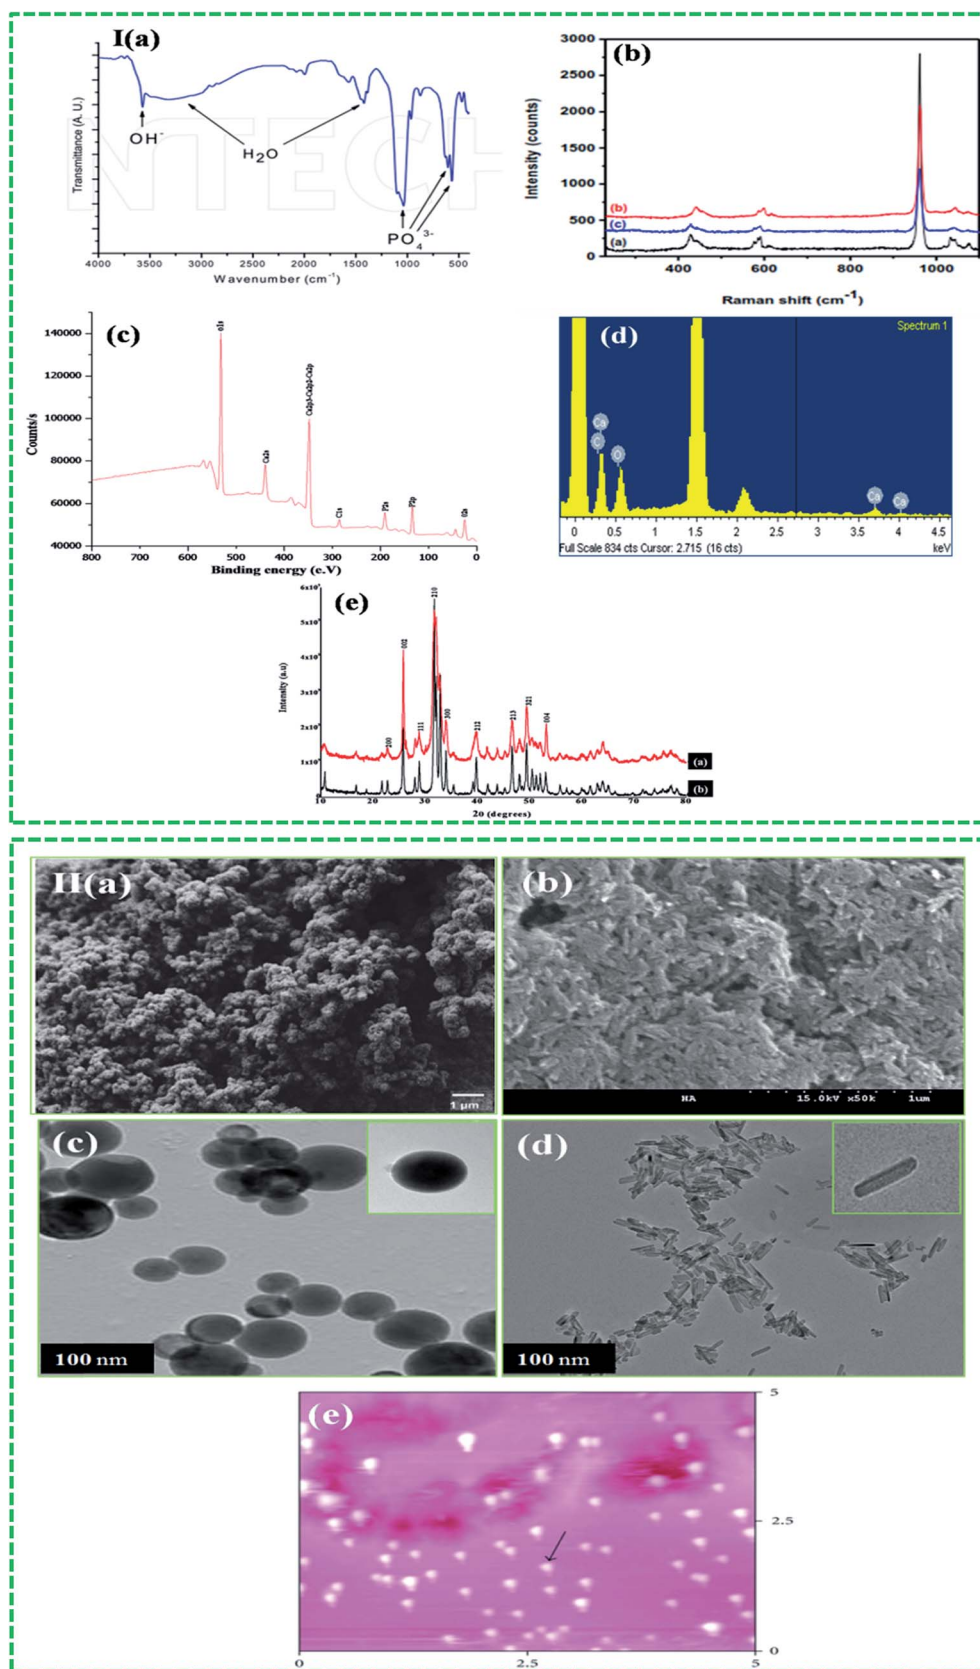 I(a)
Transmittance (A. U.)
OH-
H2O
PO4 3-
NTECH
4000 3500 3000 2500 2000 1500 1000 500
Wavenumber (cm-1)
(b)
Intensity (counts)
3000
2500
2000
1500
1000
500
0
(b)
(c)
(a)
400 600 800 1000
Raman shift (cm-1)
(c)
Counts/s
140000
120000
100000
80000
60000
40000
O1s
Ca2s
Ca2p3-Ca2p1-Ca2p
C1s
P2s
P2p
O2s
800 700 600 500 400 300 200 100 0
Binding energy (e.V)
(d)
Spectrum 1
Ca
C
O
Ca
Ca
0 0.5 1 1.5 2 2.5 3 3.5 4 4.5
Full Scale 834 cts Cursor: 2.715 (16 cts)
keV
(e)
Intensity (a.u)
200
002
111
210
300
212
213
321
004
(a)
(b)
10 20 30 40 50 60 70 80
2θ (degrees)
II(a)
1 µm
(b)
HA 15.0kV x50k 1um
(c)
100 nm
(d)
100 nm
(e)
5
2.5
0
0 2.5 5